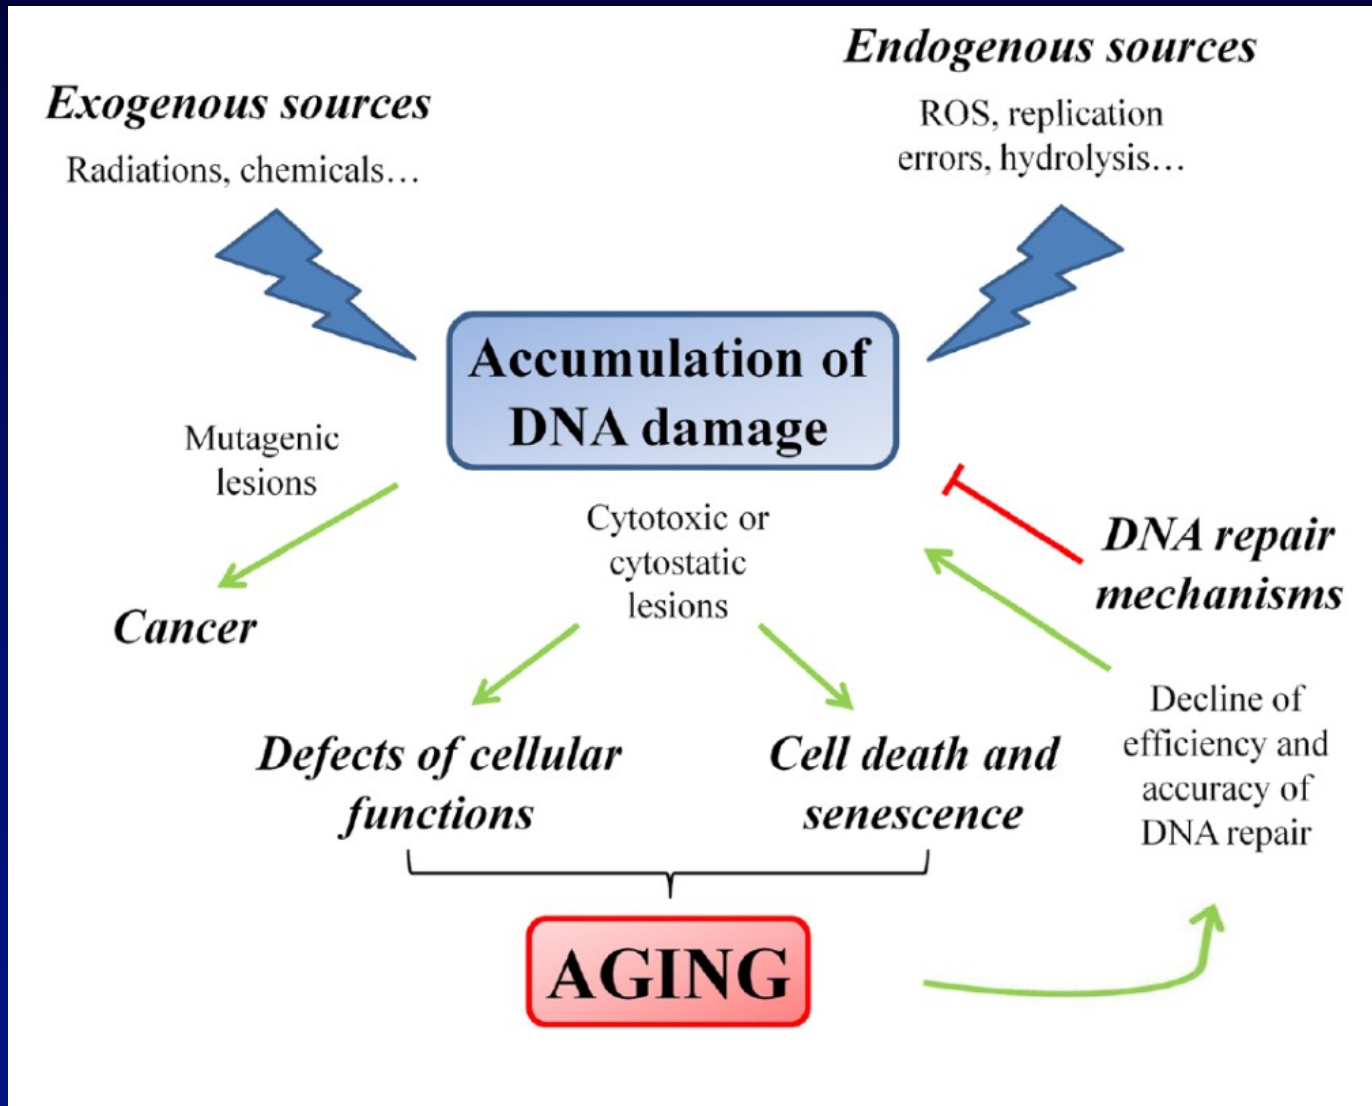 Exogenous sources
Radiations, chemicals…
Endogenous sources
ROS, replication
errors, hydrolysis…
Accumulation of
DNA damage
Mutagenic
lesions
Cancer
Cytotoxic or
cytostatic
lesions
DNA repair
mechanisms
Defects of cellular
functions
Cell death and
senescence
Decline of
efficiency and
accuracy of
DNA repair
AGING